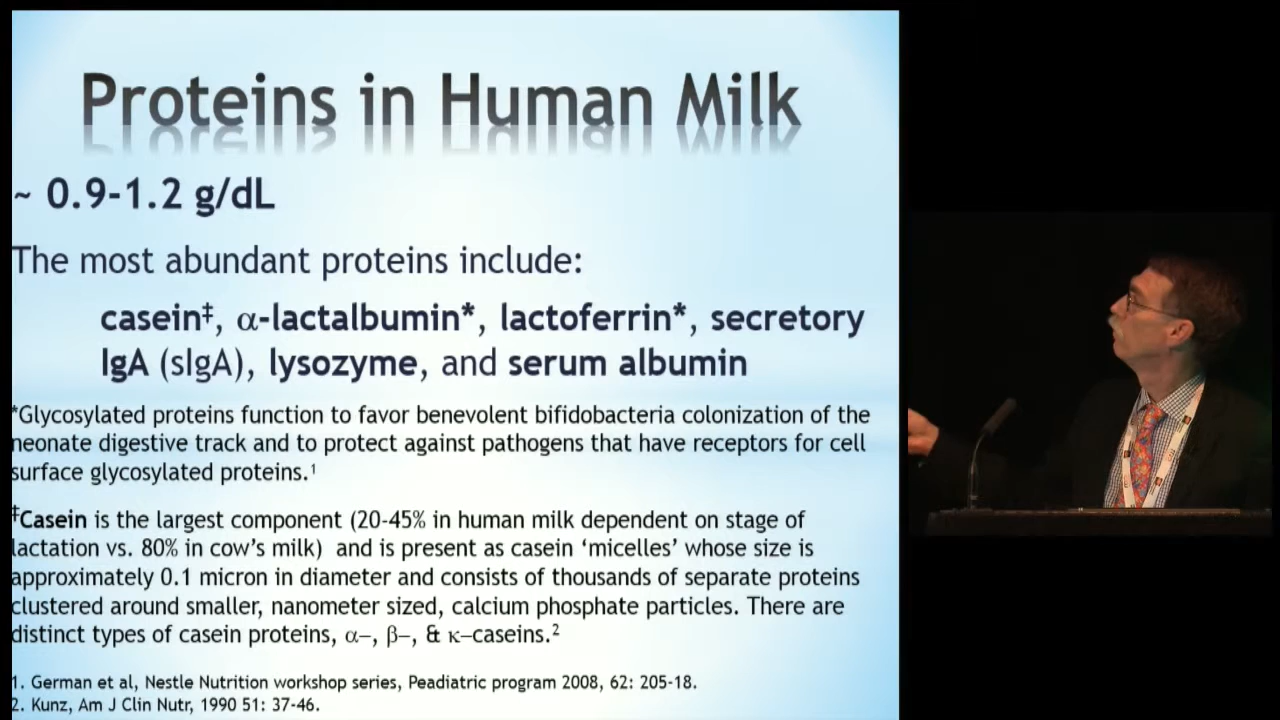 Proteins in Human Milk
~ 0.9-1.2 g/dL
The most abundant proteins include:
casein‡, α-lactalbumin*, lactoferrin*, secretory
IgA (sIgA), lysozyme, and serum albumin
*Glycosylated proteins function to favor benevolent bifidobacteria colonization of the
neonate digestive track and to protect against pathogens that have receptors for cell
surface glycosylated proteins.¹
‡Casein is the largest component (20-45% in human milk dependent on stage of
lactation vs. 80% in cow's milk)  and is present as casein 'micelles' whose size is
approximately 0.1 micron in diameter and consists of thousands of separate proteins
clustered around smaller, nanometer sized, calcium phosphate particles. There are
distinct types of casein proteins, α–, β–, & κ–caseins.²
1. German et al, Nestle Nutrition workshop series, Peadiatric program 2008, 62: 205-18.
2. Kunz, Am J Clin Nutr, 1990 51: 37-46.